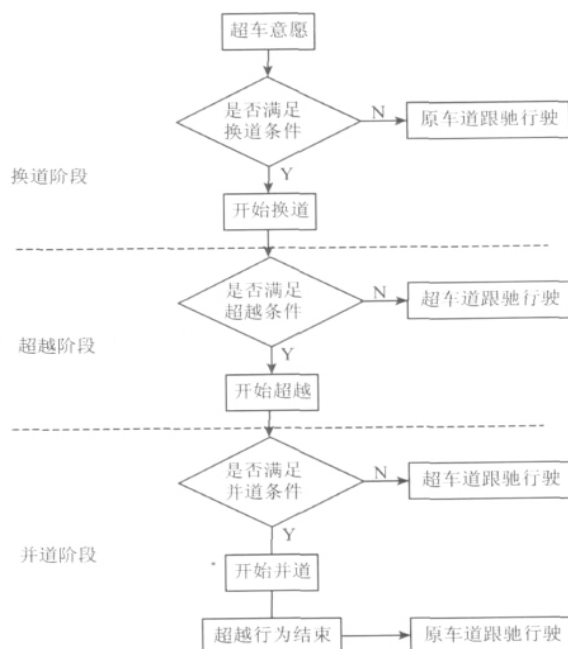 超车意愿
是否满足
换道条件
N
原车道跟驰行驶
Y
换道阶段
开始换道
是否满足
超越条件
N
超车道跟驰行驶
Y
超越阶段
开始超越
是否满足
并道条件
N
超车道跟驰行驶
Y
并道阶段
开始并道
超越行为结束
原车道跟驰行驶